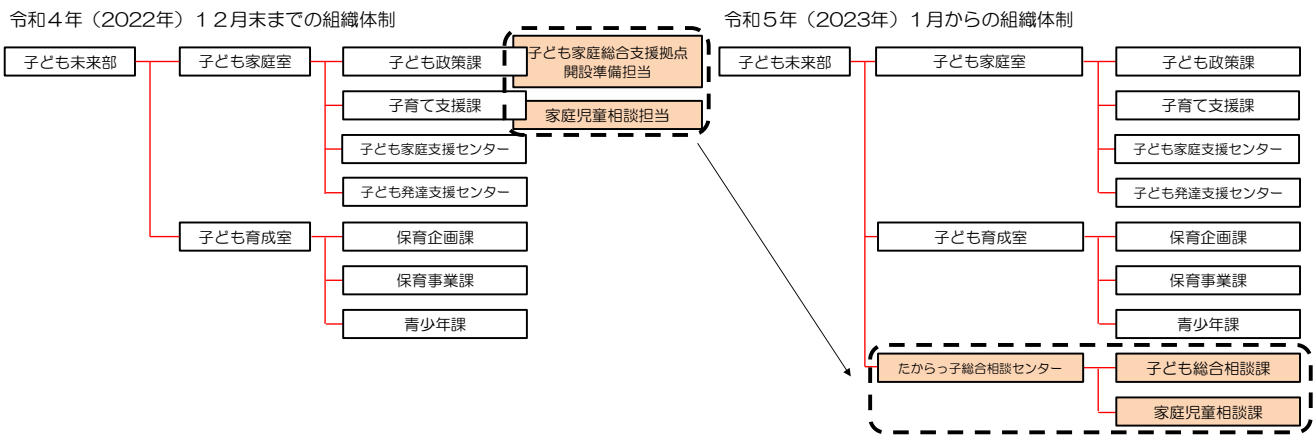 令和４年（2022年）１２月末までの組織体制
子ども未来部
子ども家庭室
子ども政策課
子ども家庭総合支援拠点
開設準備担当
子育て支援課
家庭児童相談担当
子ども家庭支援センター
子ども発達支援センター
子ども育成室
保育企画課
保育事業課
青少年課
令和５年（2023年）１月からの組織体制
子ども未来部
子ども家庭室
子ども政策課
子育て支援課
子ども家庭支援センター
子ども発達支援センター
子ども育成室
保育企画課
保育事業課
青少年課
たからっ子総合相談センター
子ども総合相談課
家庭児童相談課